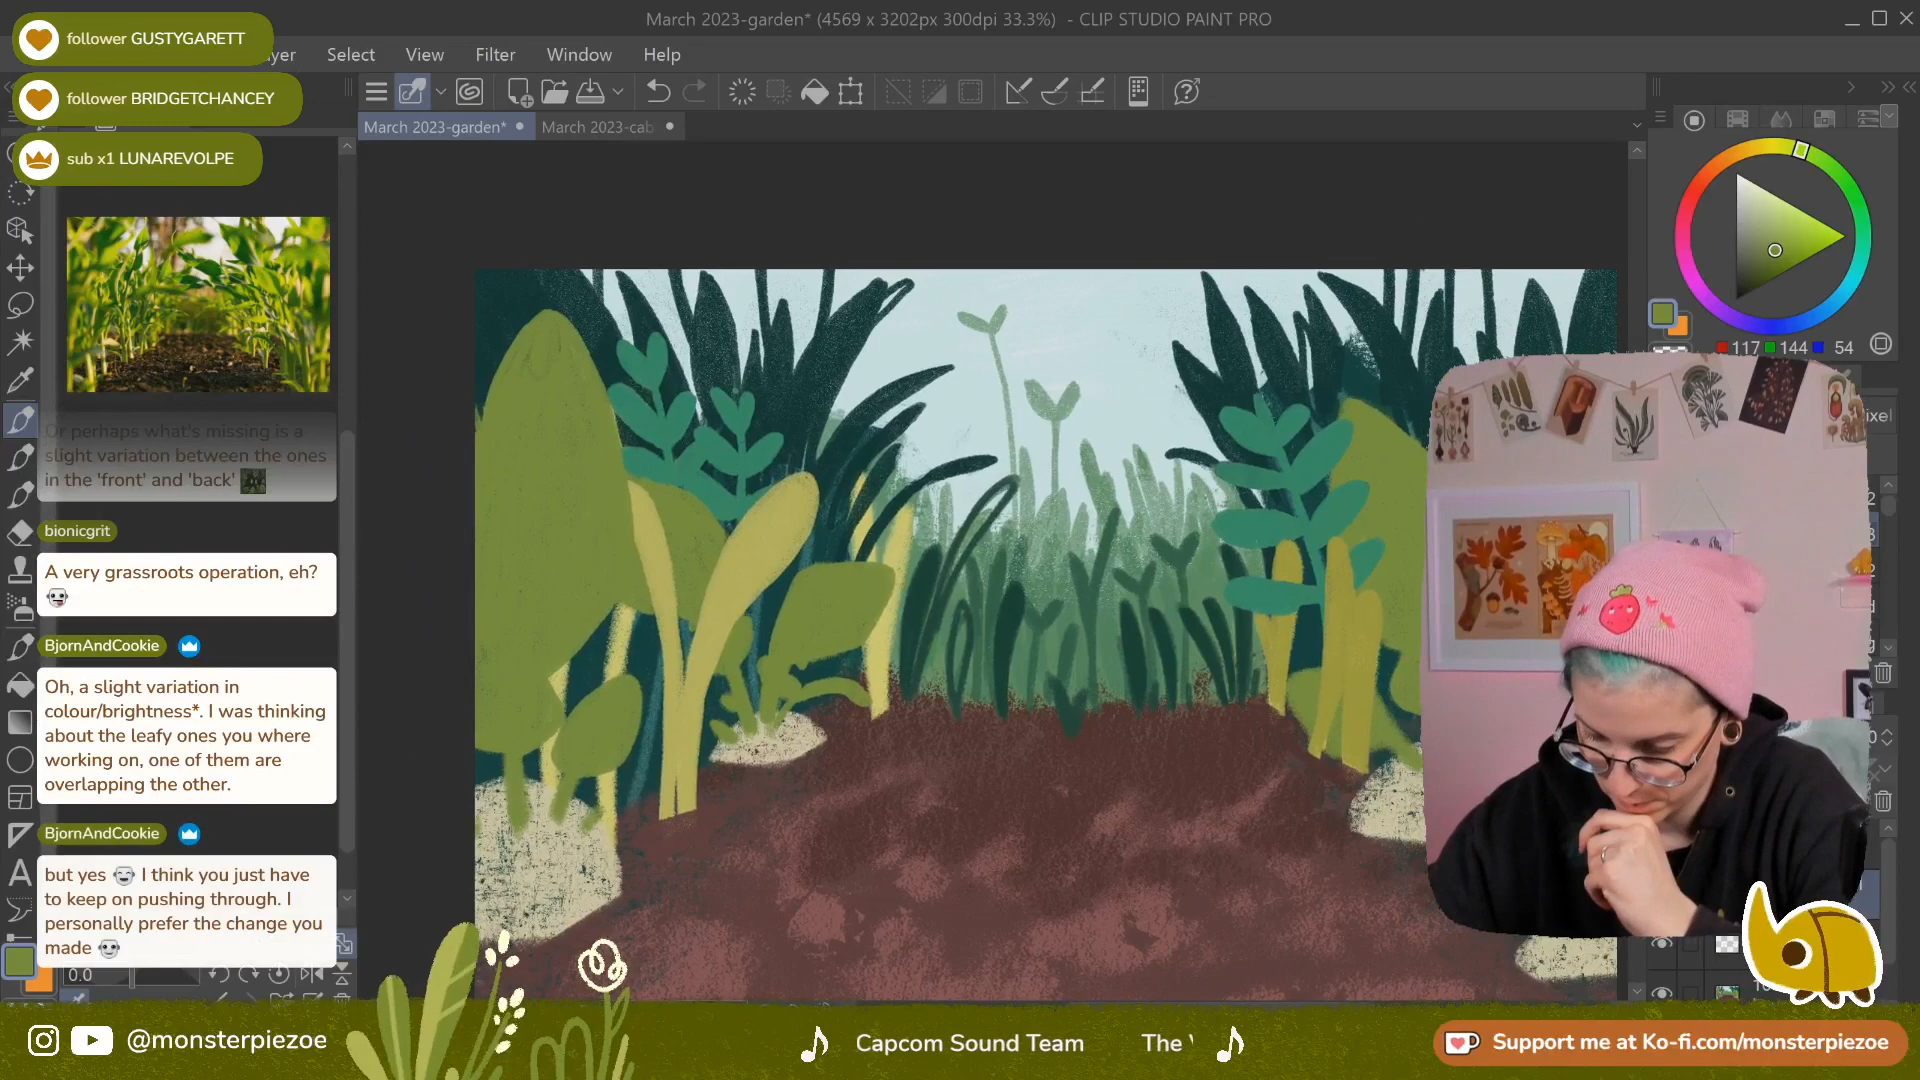 March 2023-garden* (4569 x 3202px 300dpi 33.3%) - CLIP STUDIO PAINT PRO
follower GUSTYGARETT
Select View Filter Window Help
follower BRIDGETCHANCEY
March 2023-garden*
March 2023-cab
sub x1 LUNAREVOLPE
117 144 54
Or perhaps what's missing is a
slight variation between the ones
in the 'front' and 'back'
bionicgrit
A very grassroots operation, eh?
BjornAndCookie
Oh, a slight variation in
colour/brightness*. I was thinking
about the leafy ones you where
working on, one of them are
overlapping the other.
BjornAndCookie
but yes I think you just have
to keep on pushing through. I
personally prefer the change you
made
0.0
@monsterpiezoe
Capcom Sound Team The
Support me at Ko-fi.com/monsterpiezoe